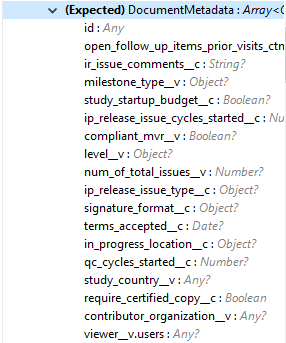 (Expected) DocumentMetadata : Array<
id : Any
open_follow_up_items_prior_visits_ctn
ir_issue_comments__c : String?
milestone_type__v : Object?
study_startup_budget__c : Boolean?
ip_release_issue_cycles_started__c : Nu
compliant_mvr__v : Boolean?
level__v : Object?
num_of_total_issues__v : Number?
ip_release_issue_type__c : Object?
signature_format__c : Object?
terms_accepted__c : Date?
in_progress_location__c : Object?
qc_cycles_started__c : Number?
study_country__v : Any?
require_certified_copy__c : Boolean
contributor_organization__v : Any?
viewer__v.users : Any?